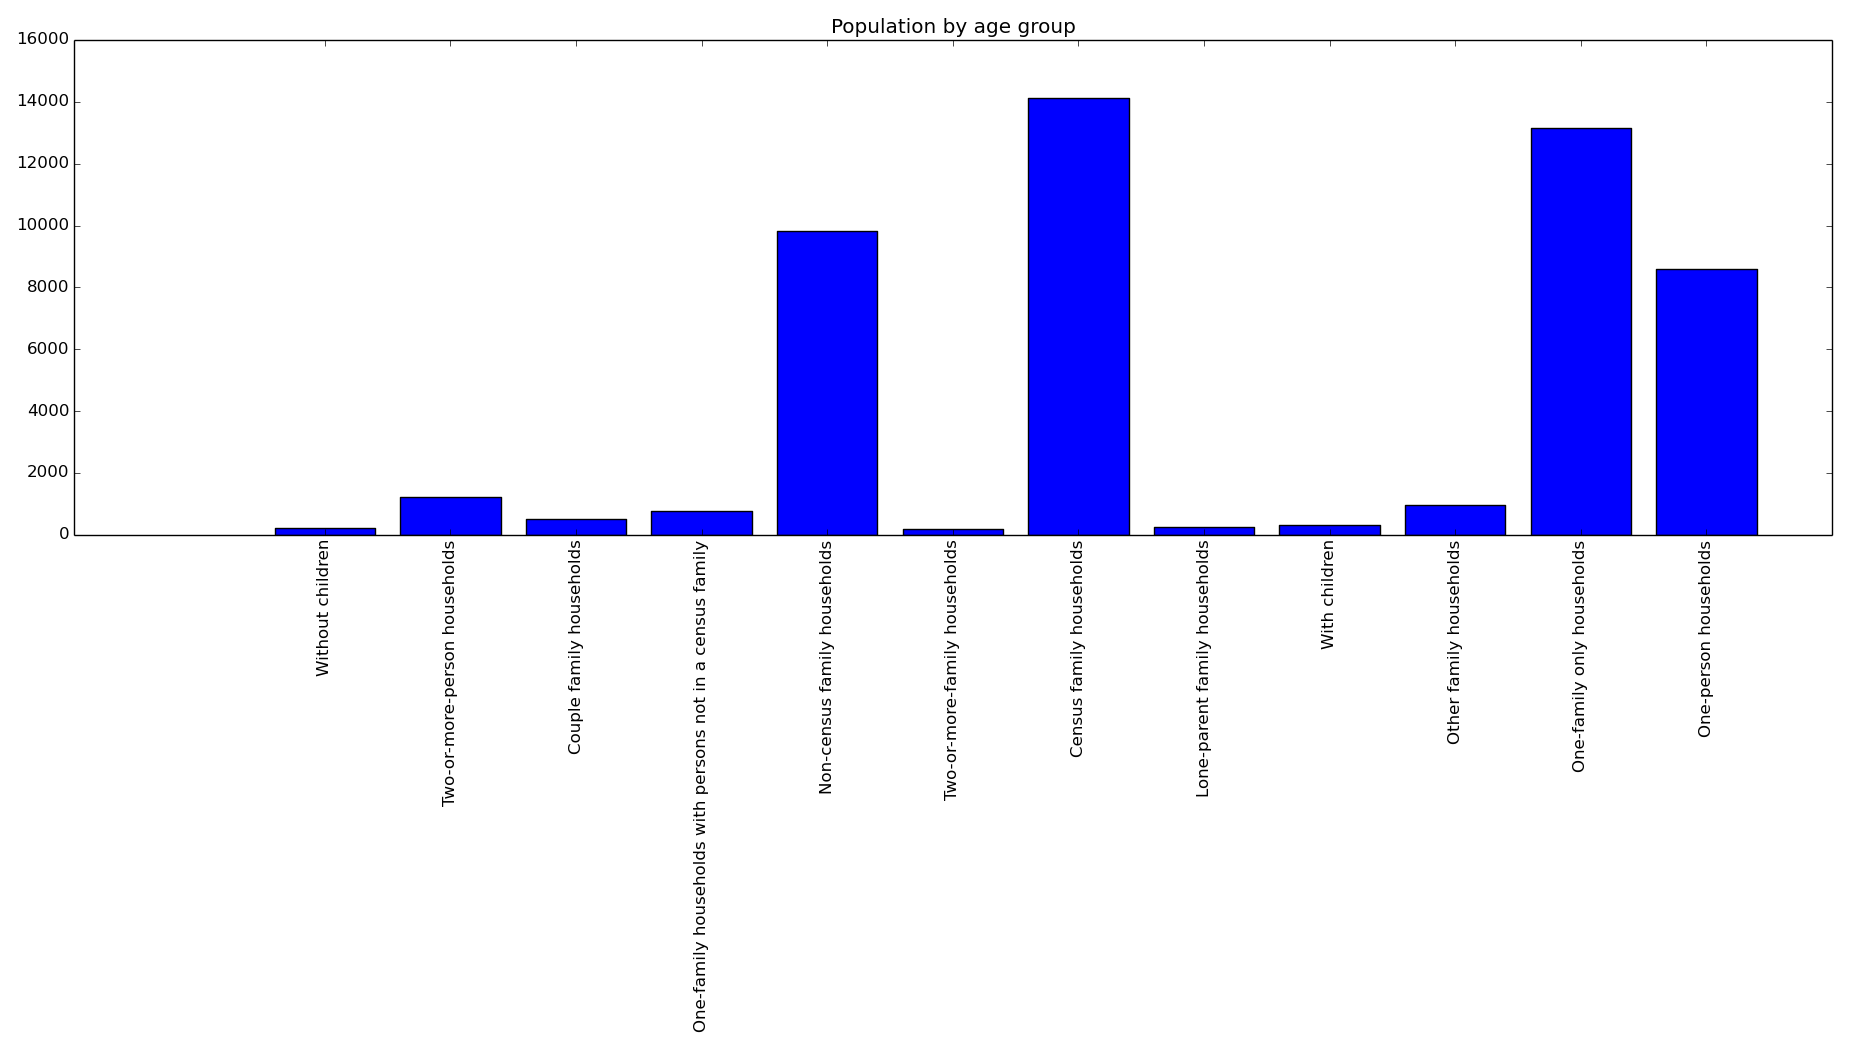 Population by age group
16000
14000
12000
10000
8000
6000
4000
2000
0
Without children
Two-or-more-person households
Couple family households
One-family households with persons not in a census family
Non-census family households
Two-or-more-family households
Census family households
Lone-parent family households
With children
Other family households
One-family only households
One-person households